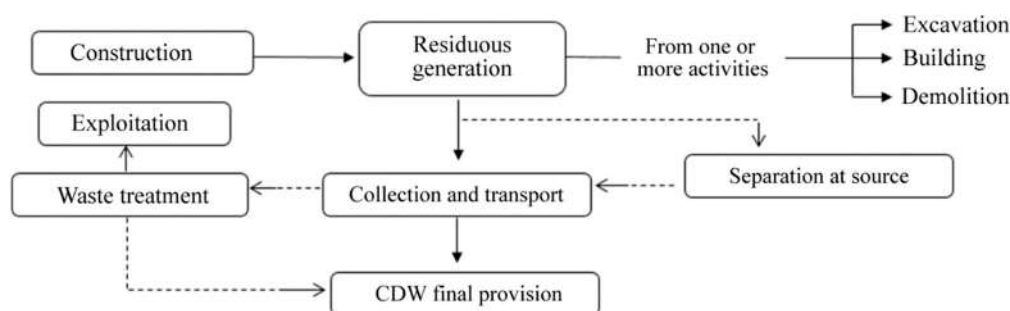 Construction
Residuous
generation
From one or
more activities
Excavation
Building
Demolition
Exploitation
Waste treatment
Collection and transport
Separation at source
CDW final provision